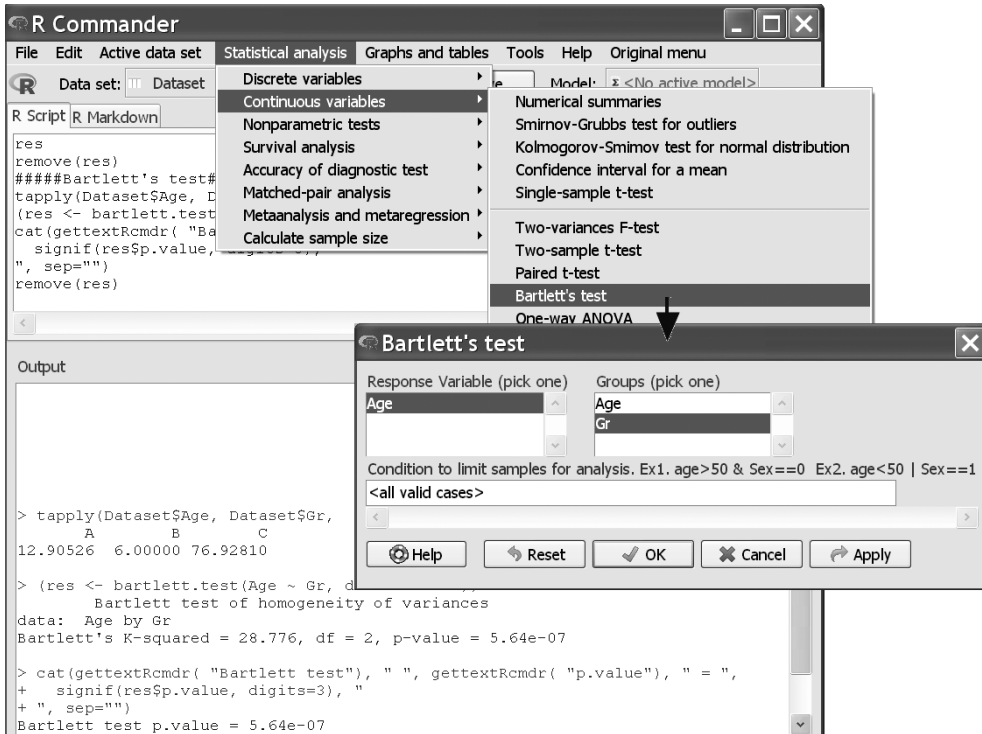 R Commander
File Edit Active data set Statistical analysis Graphs and tables Tools Help Original menu
Data set: Dataset Model: Σ <No active model>
Discrete variables
Continuous variables
Nonparametric tests
Survival analysis
Accuracy of diagnostic test
Matched-pair analysis
Metaanalysis and metaregression
Calculate sample size
Numerical summaries
Smirnov-Grubbs test for outliers
Kolmogorov-Smirnov test for normal distribution
Confidence interval for a mean
Single-sample t-test
Two-variances F-test
Two-sample t-test
Paired t-test
Bartlett's test
One-way ANOVA
R Script R Markdown
res
remove(res)
#####Bartlett's test#
tapply(Dataset$Age, D
(res <- bartlett.test
cat(gettextRcmdr( "Ba
signif(res$p.value,
", sep="")
remove(res)
Bartlett's test
Response Variable (pick one) Groups (pick one)
Age
Age
Gr
Condition to limit samples for analysis. Ex1. age>50 & Sex==0 Ex2. age<50 | Sex==1
<all valid cases>
Help Reset OK Cancel Apply
Output
> tapply(Dataset$Age, Dataset$Gr,
A B C
12.90526 6.00000 76.92810
> (res <- bartlett.test(Age ~ Gr, d
Bartlett test of homogeneity of variances
data: Age by Gr
Bartlett's K-squared = 28.776, df = 2, p-value = 5.64e-07
> cat(gettextRcmdr( "Bartlett test"), " ", gettextRcmdr( "p.value"), " = ",
+ signif(res$p.value, digits=3), "
+ ", sep="")
Bartlett test p.value = 5.64e-07